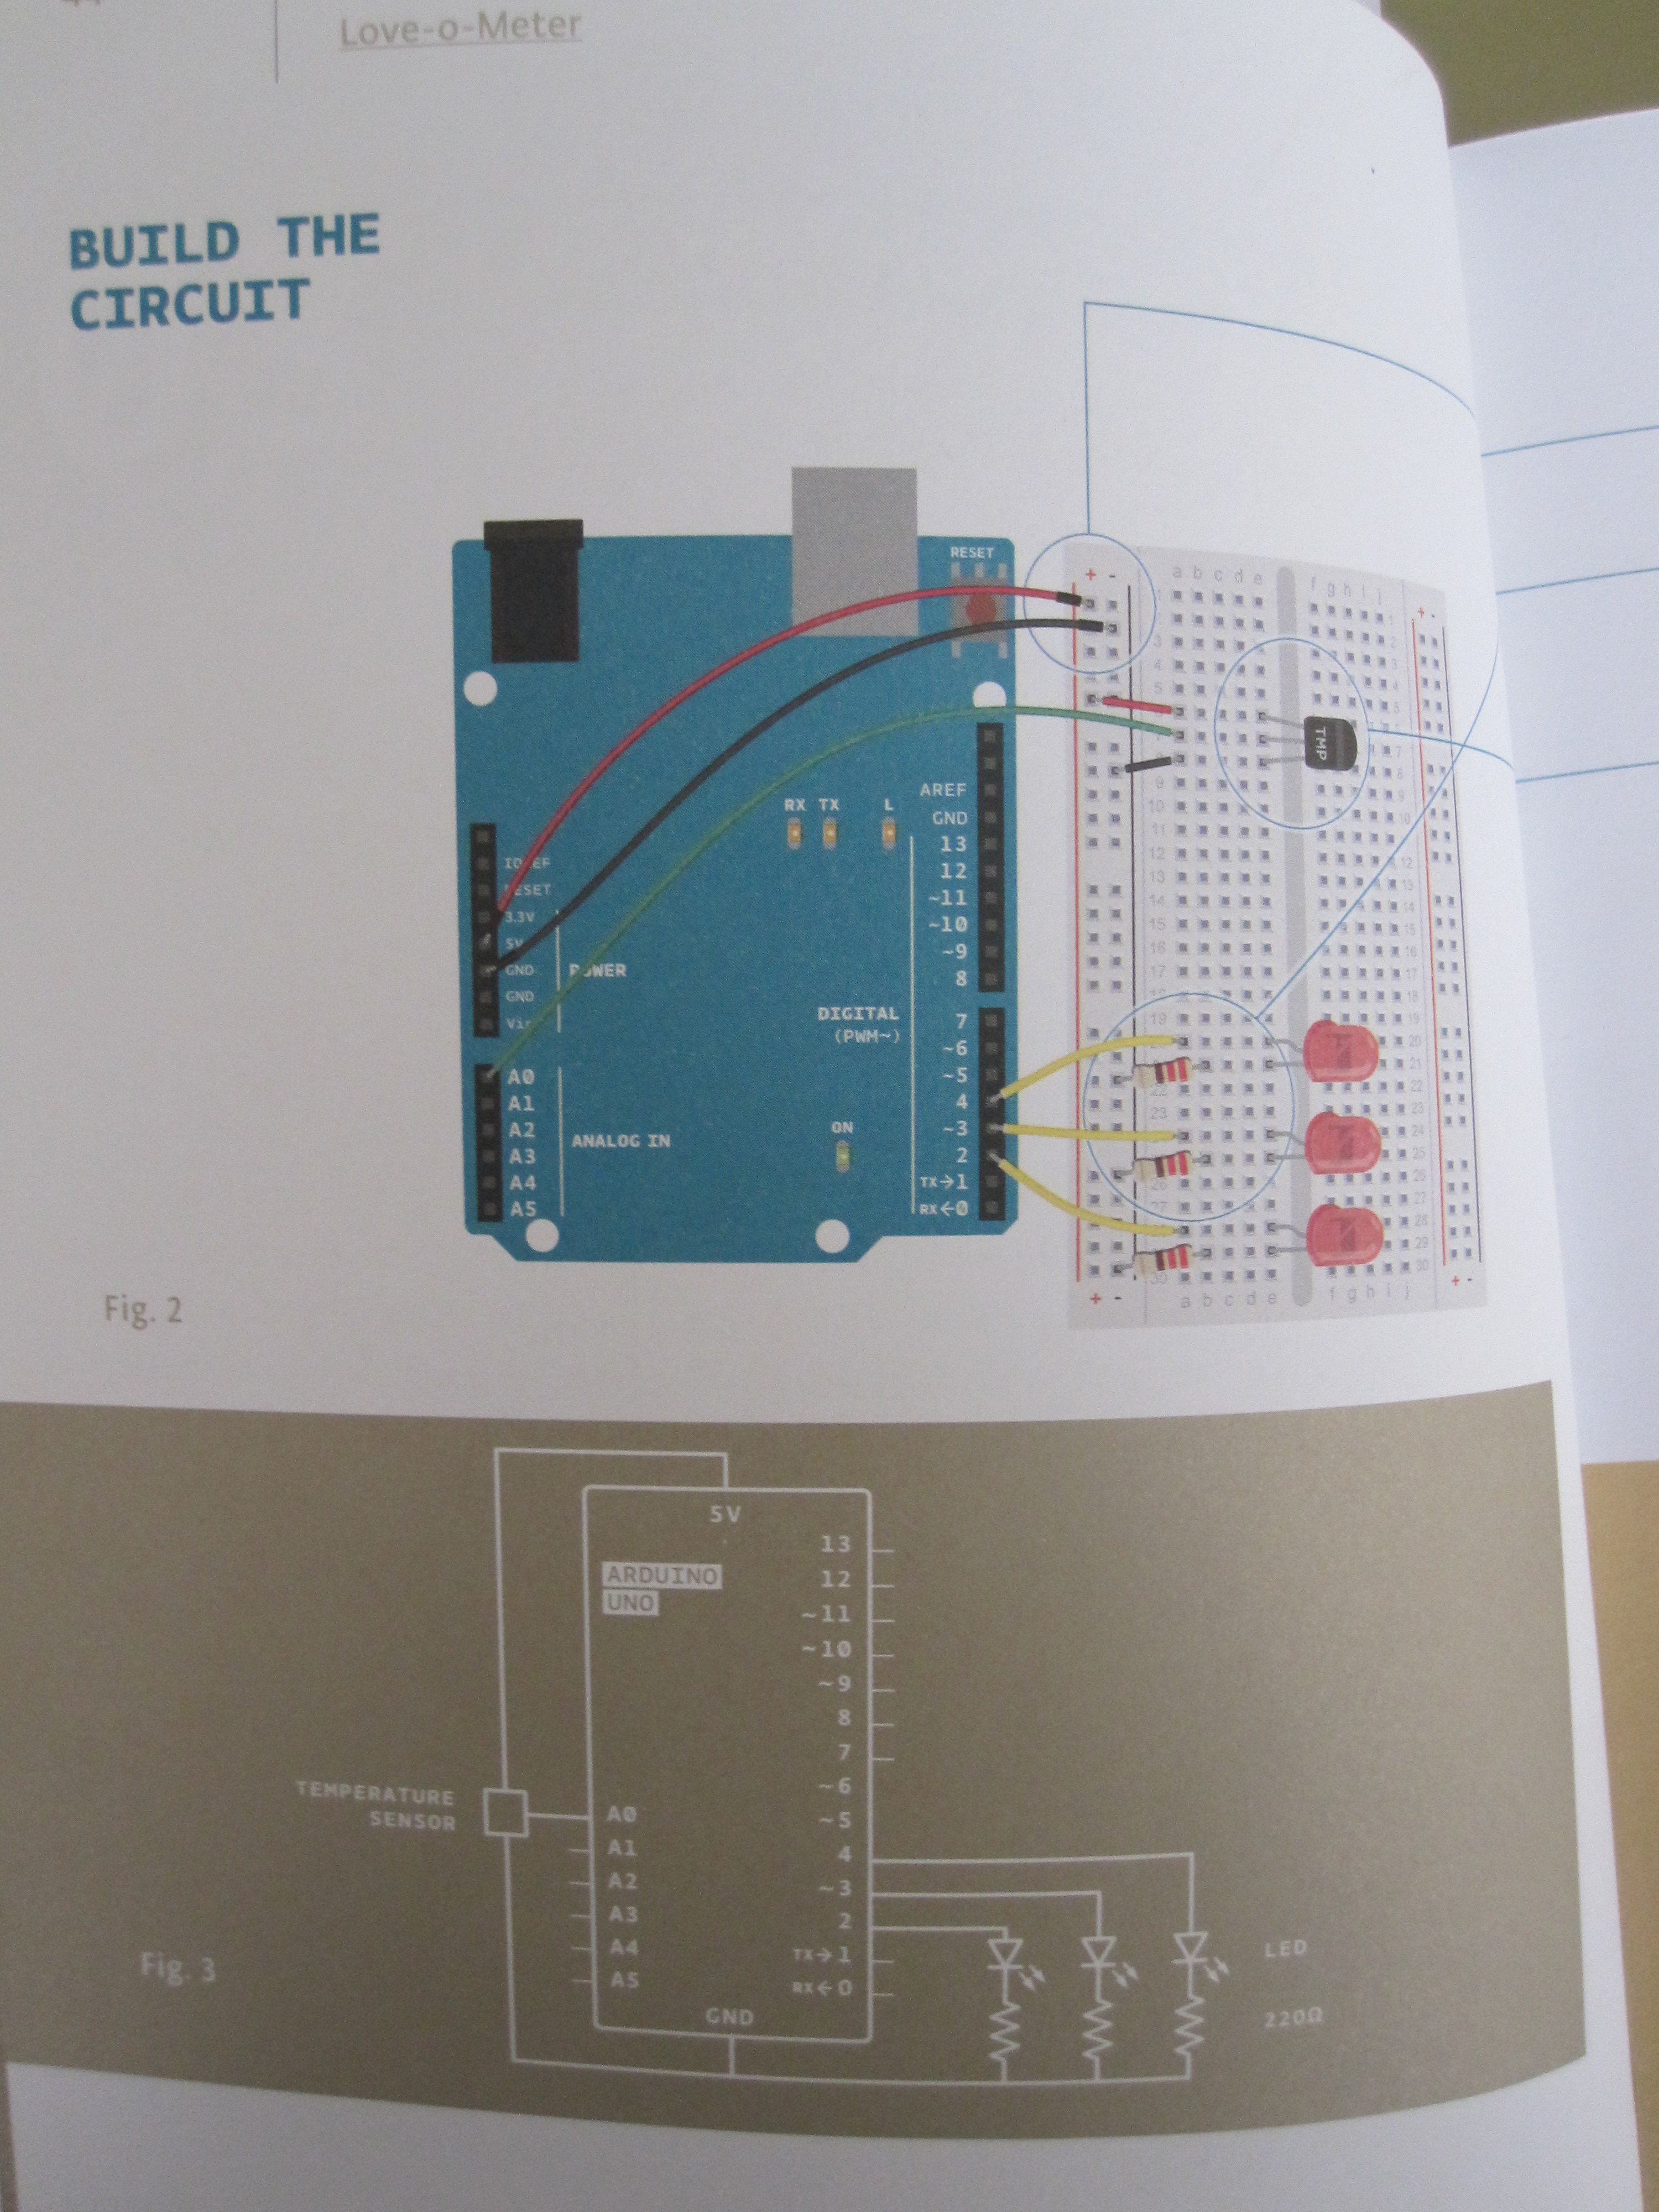 Love-o-Meter
BUILD THE
CIRCUIT
RESET
AREF
GND
13
12
~11
~10
~9
8
7
~6
~5
4
~3
2
TX→1
RX←0
RX TX L
DIGITAL
(PWM~)
ON
3.3V
5V
GND
GND
POWER
A0
A1
A2
A3
A4
A5
ANALOG IN
+ -
a b c d e
f g h i j
+ -
TMP
+ -
a b c d e
f g h i j
+ -
Fig. 2
5V
ARDUINO
UNO
13
12
~11
~10
~9
8
7
~6
~5
4
~3
2
TX→1
RX←0
TEMPERATURE
SENSOR
A0
A1
A2
A3
A4
A5
GND
LED
220Ω
Fig. 3